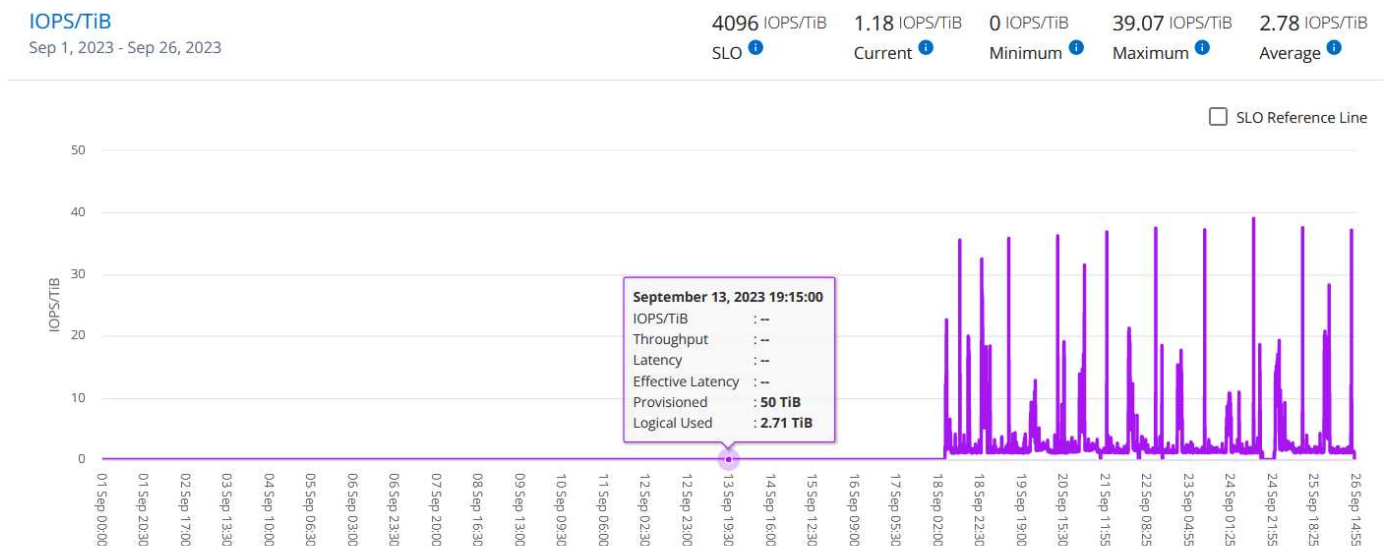 IOPS/TiB
Sep 1, 2023 - Sep 26, 2023
4096 IOPS/TiB
SLO
1.18 IOPS/TiB
Current
0 IOPS/TiB
Minimum
39.07 IOPS/TiB
Maximum
2.78 IOPS/TiB
Average
SLO Reference Line
IOPS/TiB
50
40
30
20
10
0
September 13, 2023 19:15:00
IOPS/TiB : --
Throughput : --
Latency : --
Effective Latency : --
Provisioned : 50 TiB
Logical Used : 2.71 TiB
01 Sep 00:00
01 Sep 20:30
02 Sep 17:00
03 Sep 13:30
04 Sep 10:00
05 Sep 06:30
06 Sep 03:00
06 Sep 23:30
07 Sep 20:00
08 Sep 16:30
09 Sep 13:00
10 Sep 09:30
11 Sep 06:00
12 Sep 02:30
12 Sep 23:00
13 Sep 19:30
14 Sep 16:00
15 Sep 12:30
16 Sep 09:00
17 Sep 05:30
18 Sep 02:00
18 Sep 22:30
19 Sep 19:00
20 Sep 15:30
21 Sep 11:55
22 Sep 08:25
23 Sep 04:55
24 Sep 01:25
24 Sep 21:55
25 Sep 18:25
26 Sep 14:55